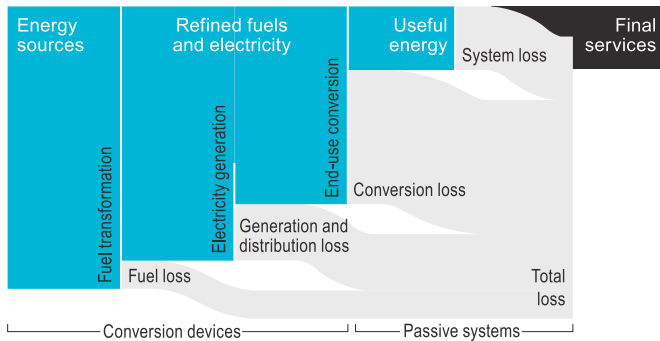 Energy
sources
Refined fuels
and electricity
Useful
energy
System loss
Final
services
Fuel transformation
Electricity generation
End-use conversion
Conversion loss
Generation and
distribution loss
Fuel loss
Total
loss
Conversion devices
Passive systems